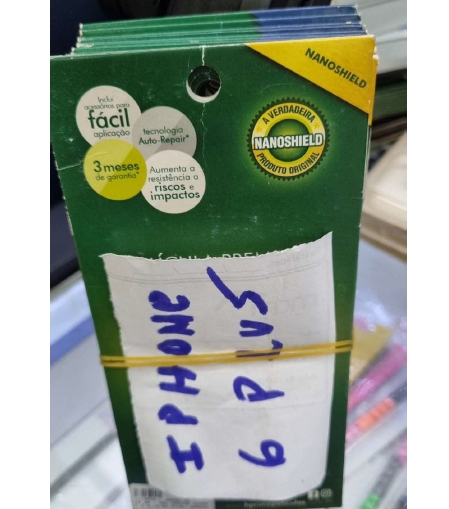 NANOSHIELD
Inclui
acessórios para
fácil
aplicação
tecnologia
Auto-Repair*
3 meses
de garantia*
Aumenta a
resistência a
riscos e
impactos
A VERDADEIRA
NANOSHIELD
PRODUTO ORIGINAL
IPHONE
6 PLUS